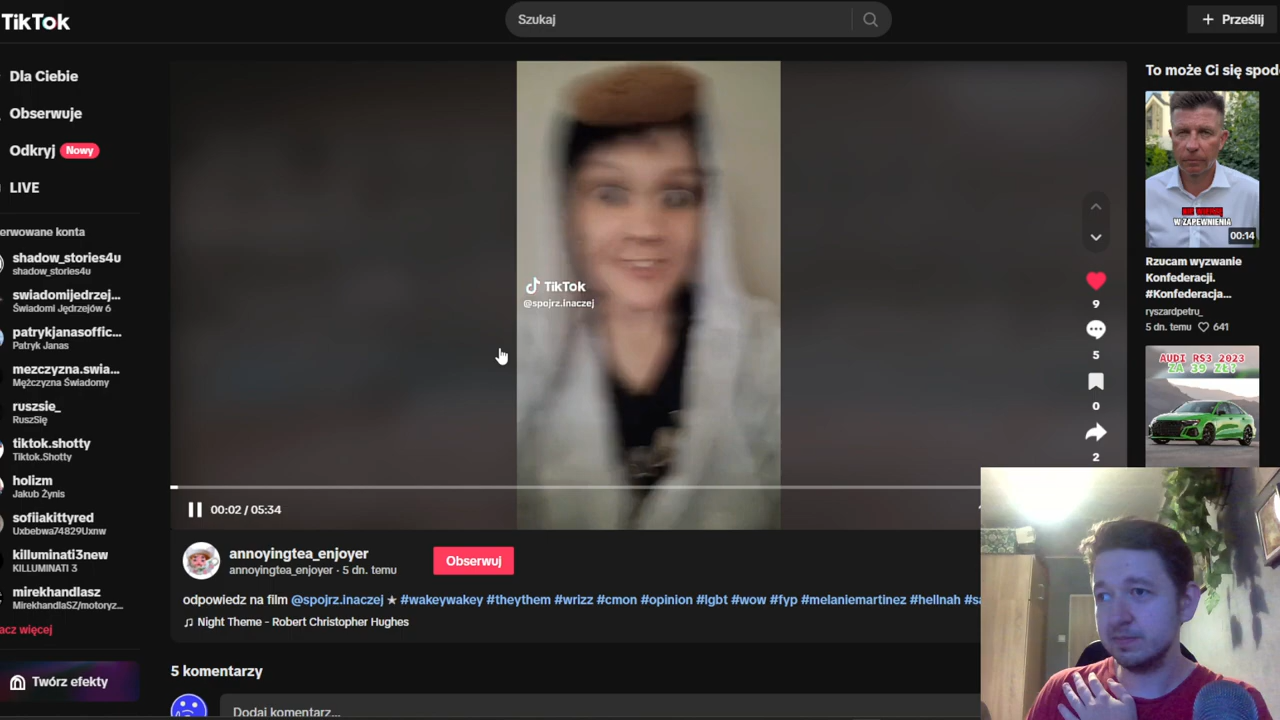 TikTok
Szukaj
Prześlij
Dla Ciebie
Obserwuje
Odkryj Nowy
LIVE
erwowane konta
shadow_stories4u
shadow_stories4u
swiadomijedrzej...
Świadomi Jędrzejów 6
patrykjanasoffic...
Patryk Janas
mezczyzna.swia...
Mężczyzna Świadomy
ruszsie_
RuszSię
tiktok.shotty
Tiktok.Shotty
holizm
Jakub Żynis
sofiiakittyred
Uxbebwa74829Uxnw
killuminati3new
KILLUMINATI 3
mirekhandlasz
MirekhandlaSZ/motoryz...
acz więcej
Twórz efekty
TikTok
@spojrz.inaczej
9
5
0
2
00:02 / 05:34
annoyingtea_enjoyer
annoyingtea_enjoyer · 5 dn. temu
Obserwuj
odpowiedz na film @spojrz.inaczej ★ #wakeywakey #theythem #wrizz #cmon #opinion #lgbt #wow #fyp #melaniemartinez #hellnah #sa
♫ Night Theme - Robert Christopher Hughes
5 komentarzy
Dodaj komentarz...
To może Ci się spod
W ZAPEWNIENIA
00:14
Rzucam wyzwanie
Konfederacji.
#Konfederacja...
ryszardpetru_
5 dn. temu 641
AUDI RS3 2023
ZA 39 ZŁ?